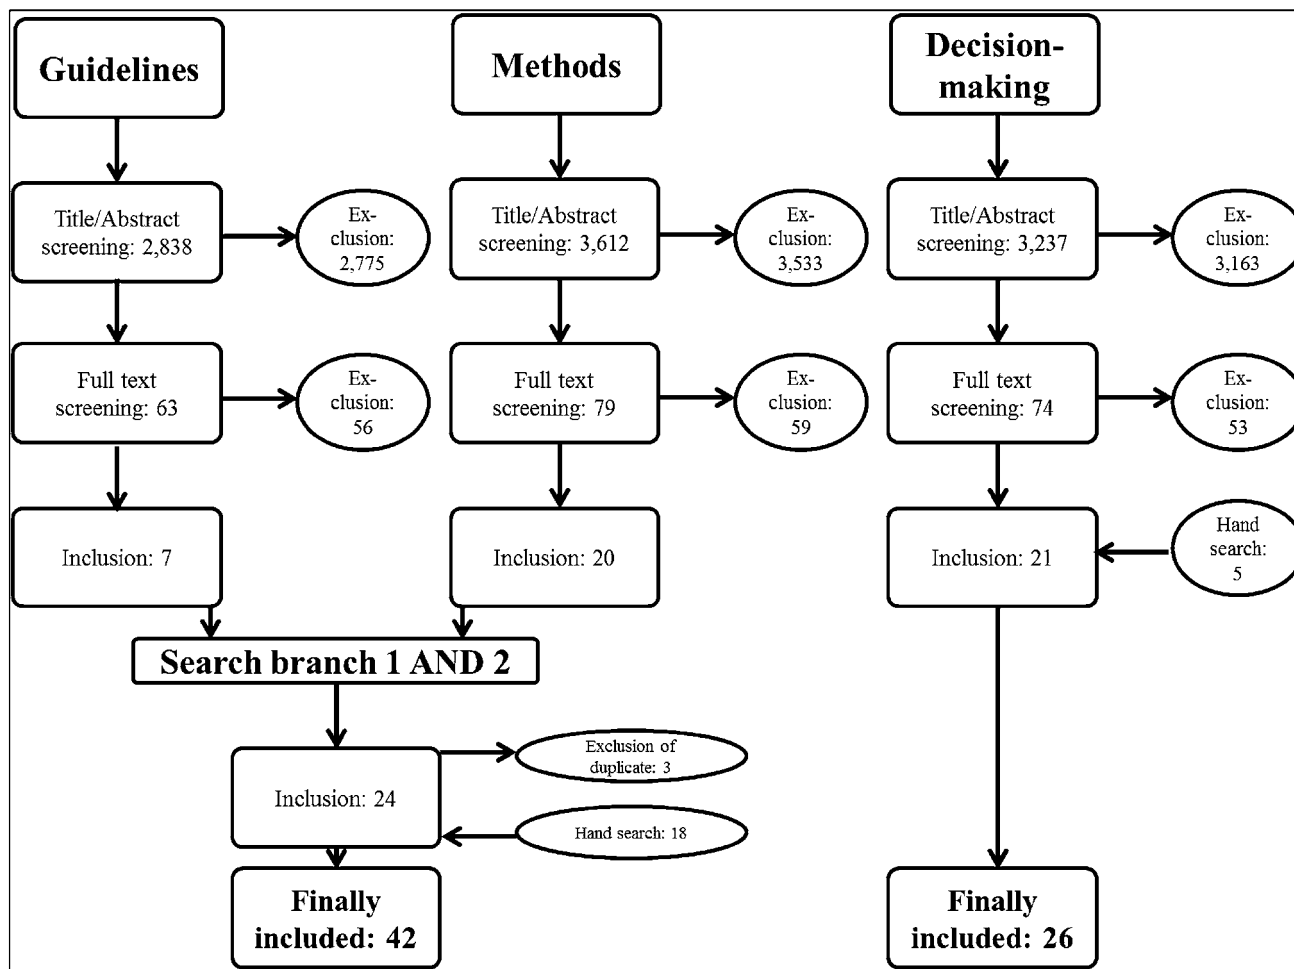 Guidelines
Methods
Decision-
making
Title/Abstract
screening: 2,838
Ex-
clusion:
2,775
Title/Abstract
screening: 3,612
Ex-
clusion:
3,533
Title/Abstract
screening: 3,237
Ex-
clusion:
3,163
Full text
screening: 63
Ex-
clusion:
56
Full text
screening: 79
Ex-
clusion:
59
Full text
screening: 74
Ex-
clusion:
53
Inclusion: 7
Inclusion: 20
Inclusion: 21
Hand
search:
5
Search branch 1 AND 2
Inclusion: 24
Exclusion of
duplicate: 3
Hand search: 18
Finally
included: 42
Finally
included: 26